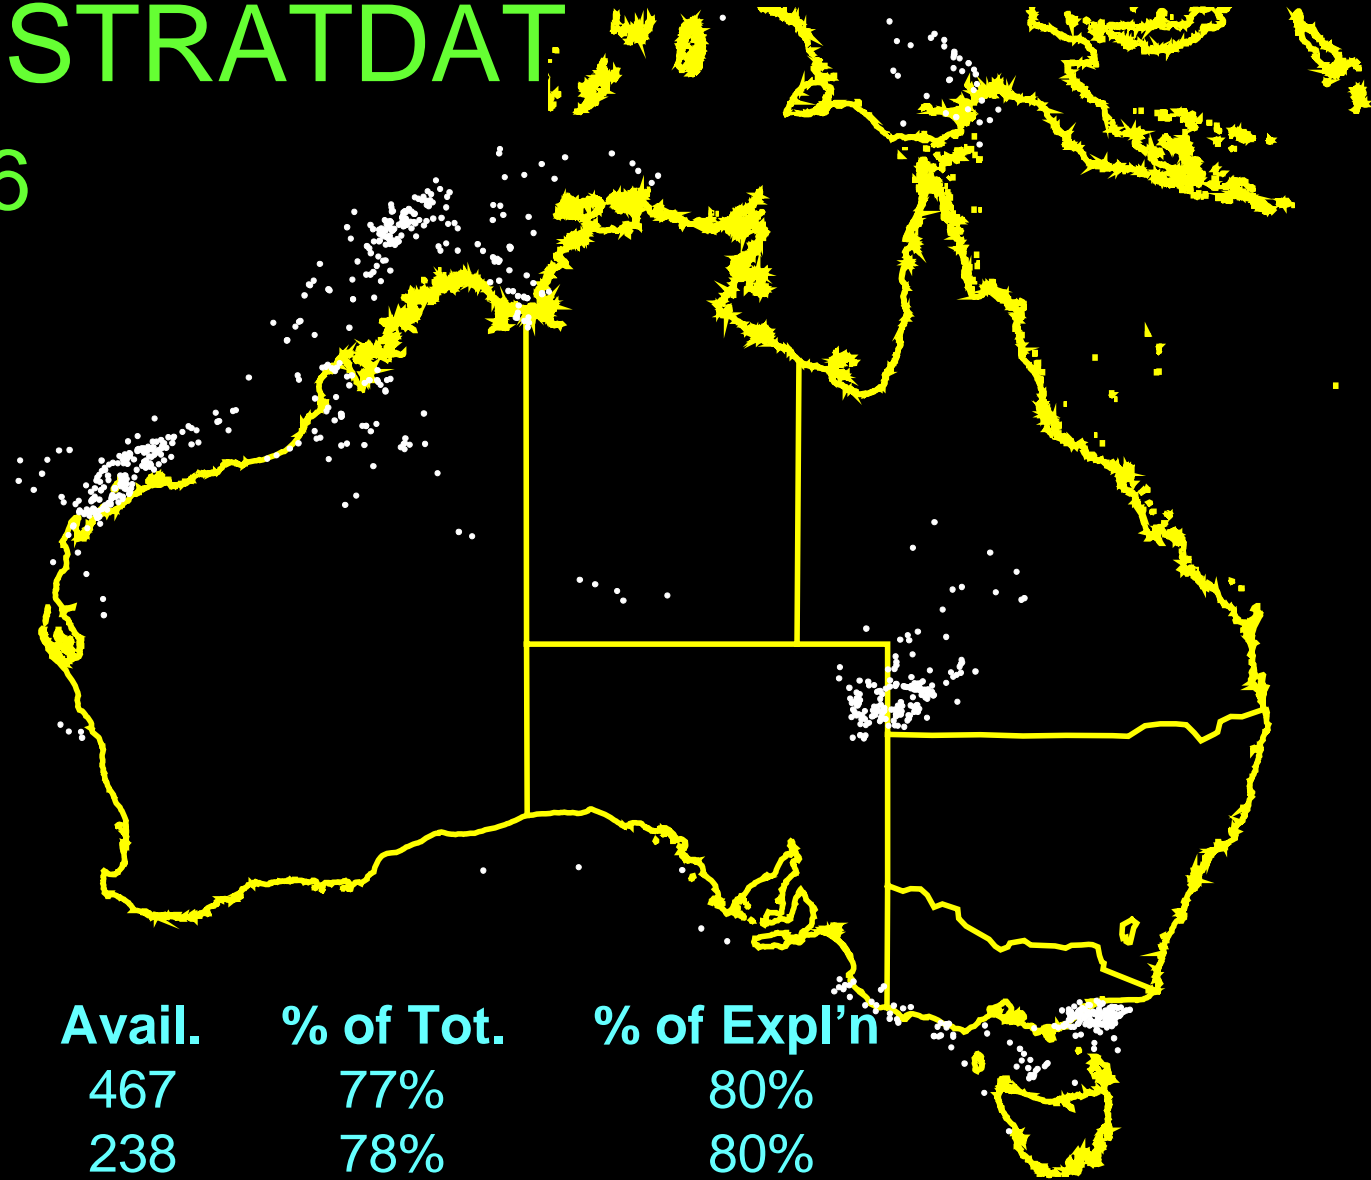 STRATDAT
6
Avail. % of Tot. % of Expl’n
467 77% 80%
238 78% 80%